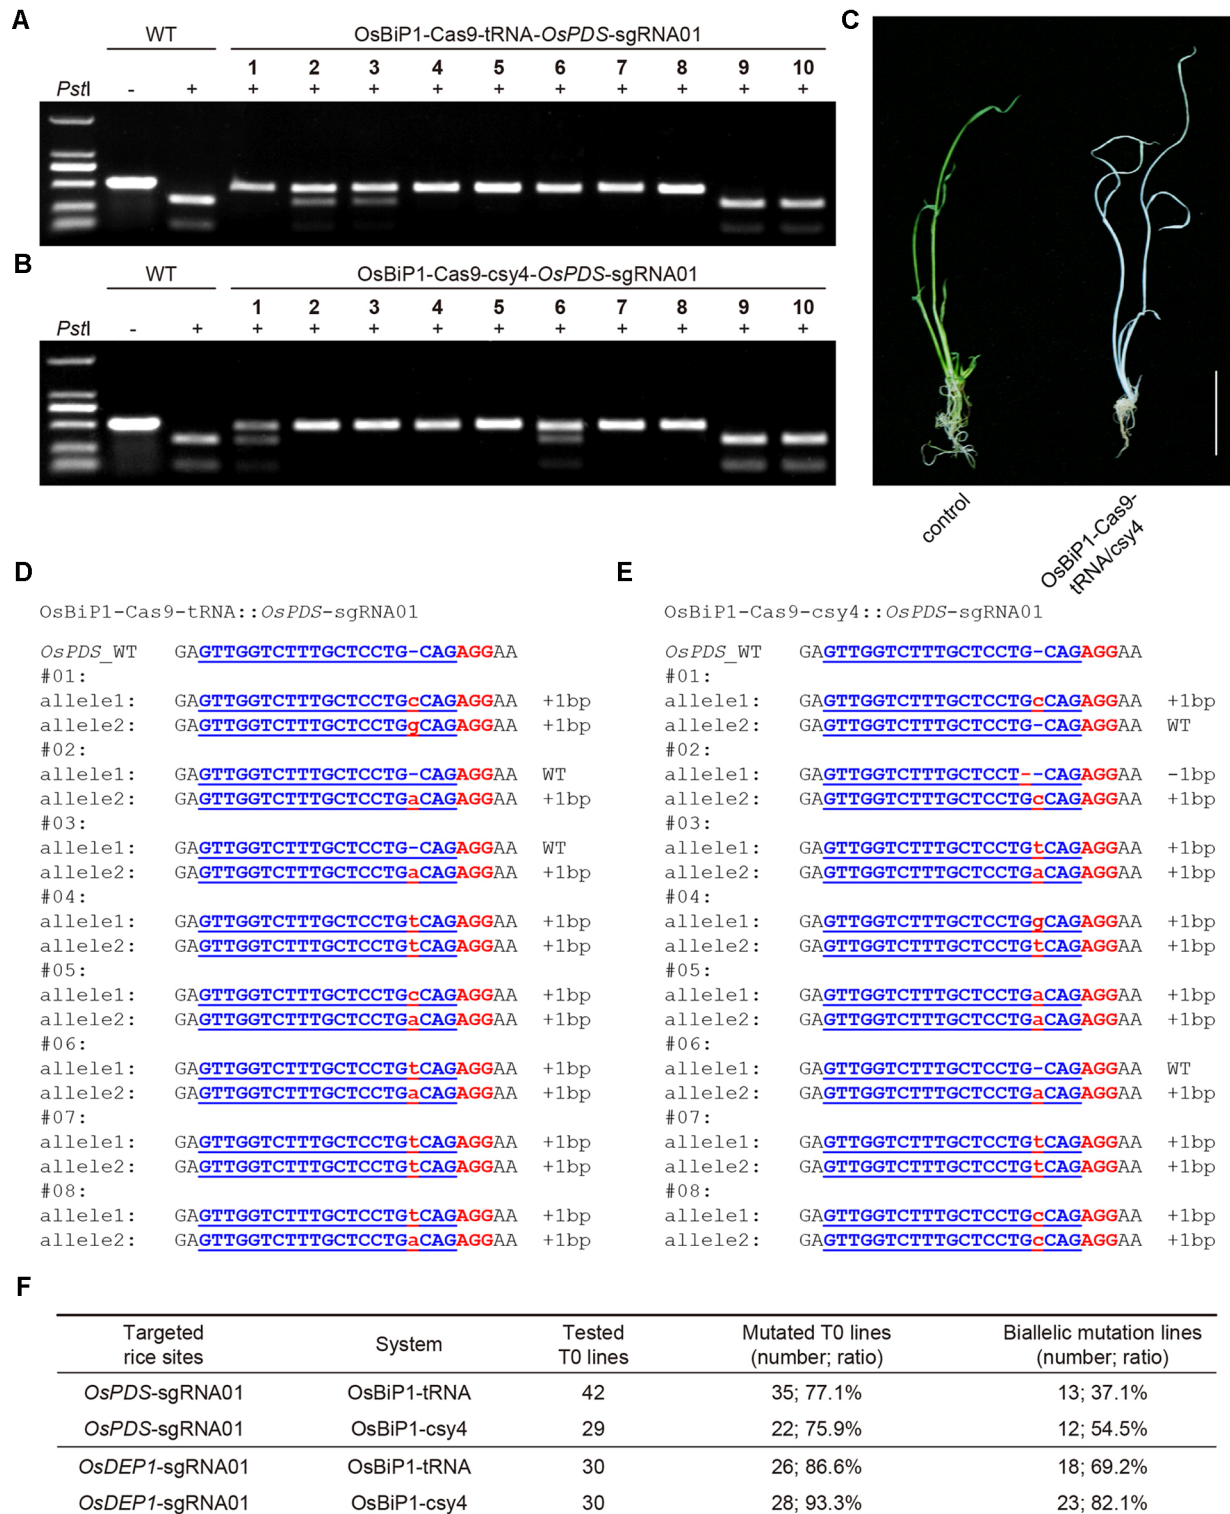 A
WT
OsBiP1-Cas9-tRNA-OsPDS-sgRNA01
1 2 3 4 5 6 7 8 9 10
PstI - + + + + + + + + + + +
B
WT
OsBiP1-Cas9-csy4-OsPDS-sgRNA01
1 2 3 4 5 6 7 8 9 10
PstI - + + + + + + + + + + +
C
control
OsBiP1-Cas9-
tRNA/csy4
D
OsBiP1-Cas9-tRNA::OsPDS-sgRNA01
OsPDS_WT GAGTTGGTCTTTGCTCCTG-CAGAGGAA
#01:
allele1: GAGTTGGTCTTTGCTCCTGcCAGAGGAA +1bp
allele2: GAGTTGGTCTTTGCTCCTGgCAGAGGAA +1bp
#02:
allele1: GAGTTGGTCTTTGCTCCTG-CAGAGGAA WT
allele2: GAGTTGGTCTTTGCTCCTGaCAGAGGAA +1bp
#03:
allele1: GAGTTGGTCTTTGCTCCTG-CAGAGGAA WT
allele2: GAGTTGGTCTTTGCTCCTGaCAGAGGAA +1bp
#04:
allele1: GAGTTGGTCTTTGCTCCTGtCAGAGGAA +1bp
allele2: GAGTTGGTCTTTGCTCCTGtCAGAGGAA +1bp
#05:
allele1: GAGTTGGTCTTTGCTCCTGcCAGAGGAA +1bp
allele2: GAGTTGGTCTTTGCTCCTGaCAGAGGAA +1bp
#06:
allele1: GAGTTGGTCTTTGCTCCTGtCAGAGGAA +1bp
allele2: GAGTTGGTCTTTGCTCCTGaCAGAGGAA +1bp
#07:
allele1: GAGTTGGTCTTTGCTCCTGtCAGAGGAA +1bp
allele2: GAGTTGGTCTTTGCTCCTGtCAGAGGAA +1bp
#08:
allele1: GAGTTGGTCTTTGCTCCTGtCAGAGGAA +1bp
allele2: GAGTTGGTCTTTGCTCCTGaCAGAGGAA +1bp
E
OsBiP1-Cas9-csy4::OsPDS-sgRNA01
OsPDS_WT GAGTTGGTCTTTGCTCCTG-CAGAGGAA
#01:
allele1: GAGTTGGTCTTTGCTCCTGcCAGAGGAA +1bp
allele2: GAGTTGGTCTTTGCTCCTG-CAGAGGAA WT
#02:
allele1: GAGTTGGTCTTTGCTCCT--CAGAGGAA -1bp
allele2: GAGTTGGTCTTTGCTCCTGcCAGAGGAA +1bp
#03:
allele1: GAGTTGGTCTTTGCTCCTGtCAGAGGAA +1bp
allele2: GAGTTGGTCTTTGCTCCTGaCAGAGGAA +1bp
#04:
allele1: GAGTTGGTCTTTGCTCCTGgCAGAGGAA +1bp
allele2: GAGTTGGTCTTTGCTCCTGtCAGAGGAA +1bp
#05:
allele1: GAGTTGGTCTTTGCTCCTGaCAGAGGAA +1bp
allele2: GAGTTGGTCTTTGCTCCTGaCAGAGGAA +1bp
#06:
allele1: GAGTTGGTCTTTGCTCCTG-CAGAGGAA WT
allele2: GAGTTGGTCTTTGCTCCTGaCAGAGGAA +1bp
#07:
allele1: GAGTTGGTCTTTGCTCCTGtCAGAGGAA +1bp
allele2: GAGTTGGTCTTTGCTCCTGtCAGAGGAA +1bp
#08:
allele1: GAGTTGGTCTTTGCTCCTGcCAGAGGAA +1bp
allele2: GAGTTGGTCTTTGCTCCTGcCAGAGGAA +1bp
F
Targeted rice sites System Tested T0 lines Mutated T0 lines (number; ratio) Biallelic mutation lines (number; ratio)
OsPDS-sgRNA01 OsBiP1-tRNA 42 35; 77.1% 13; 37.1%
OsPDS-sgRNA01 OsBiP1-csy4 29 22; 75.9% 12; 54.5%
OsDEP1-sgRNA01 OsBiP1-tRNA 30 26; 86.6% 18; 69.2%
OsDEP1-sgRNA01 OsBiP1-csy4 30 28; 93.3% 23; 82.1%